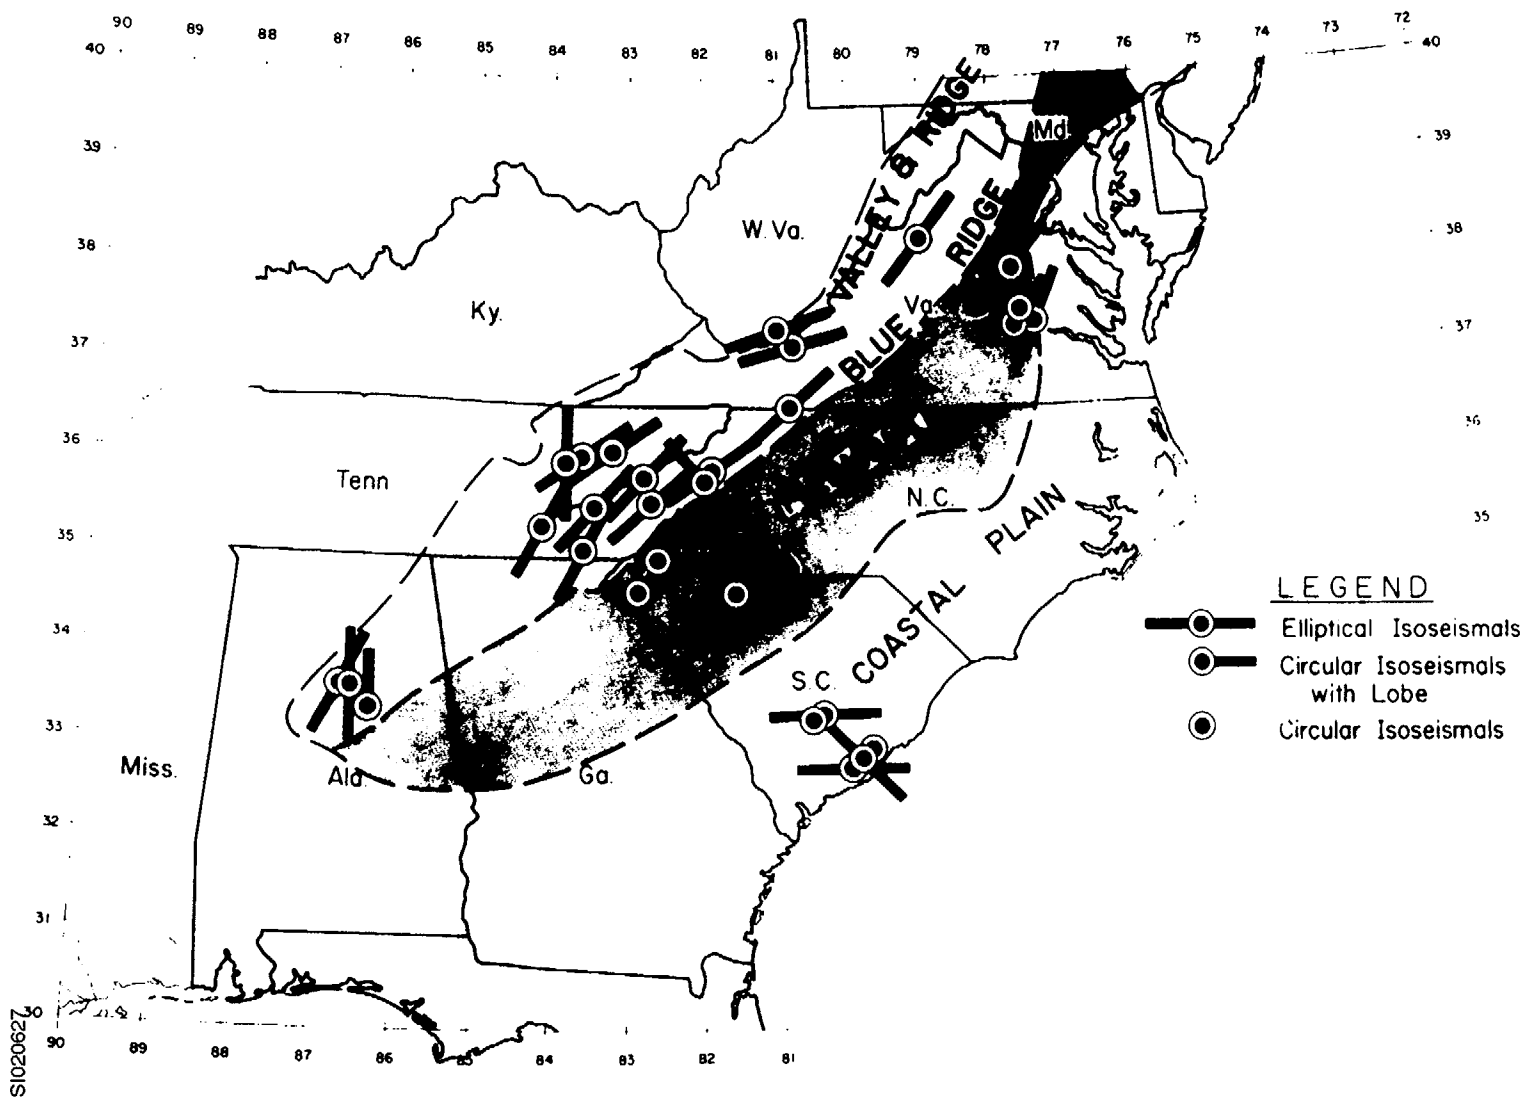 90 89 88 87 86 85 84 83 82 81 80 79 78 77 76 75 74 73 72
40 40
39 39
38 38
37 37
36 36
35 35
34
33
32
31
30
90 89 88 87 86 85 84 83 82 81
VALLEY & RIDGE
BLUE RIDGE
COASTAL PLAIN
Md.
W. Va.
Va.
Ky.
Tenn
N.C.
S.C.
Miss.
Ala.
Ga.
LEGEND
Elliptical Isoseismals
Circular Isoseismals
with Lobe
Circular Isoseismals
SI020627